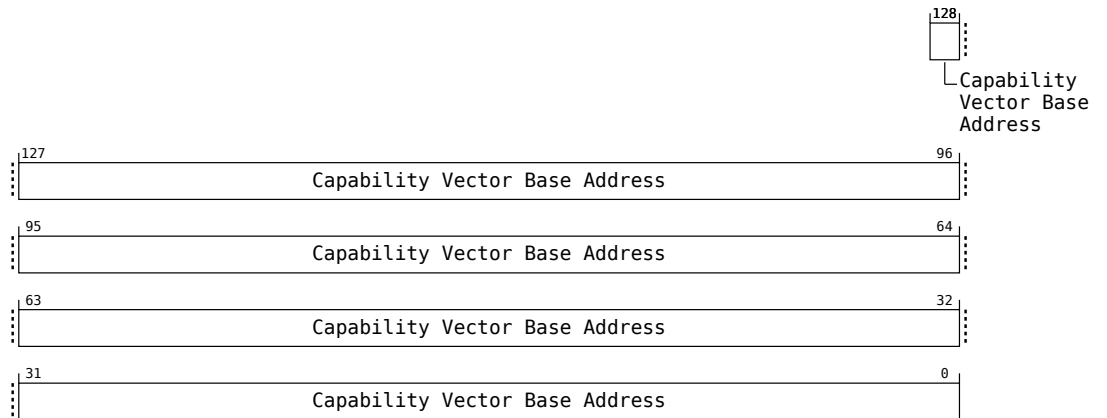 128
Capability
Vector Base
Address
127 96
Capability Vector Base Address
95 64
Capability Vector Base Address
63 32
Capability Vector Base Address
31 0
Capability Vector Base Address